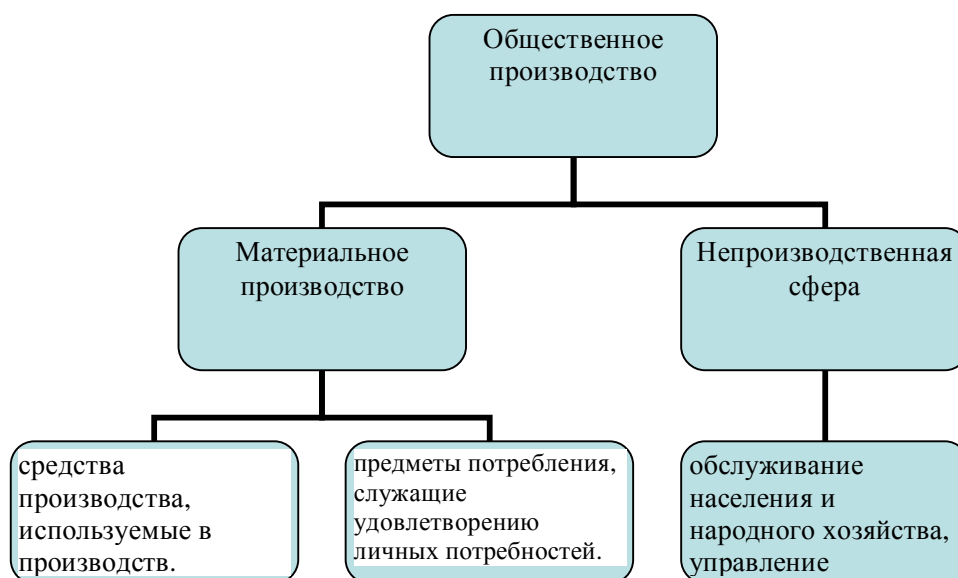 Общественное
производство
Материальное
производство
Непроизводственная
сфера
средства
производства,
используемые в
производств.
предметы потребления,
служащие
удовлетворению
личных потребностей.
обслуживание
населения и
народного хозяйства,
управление